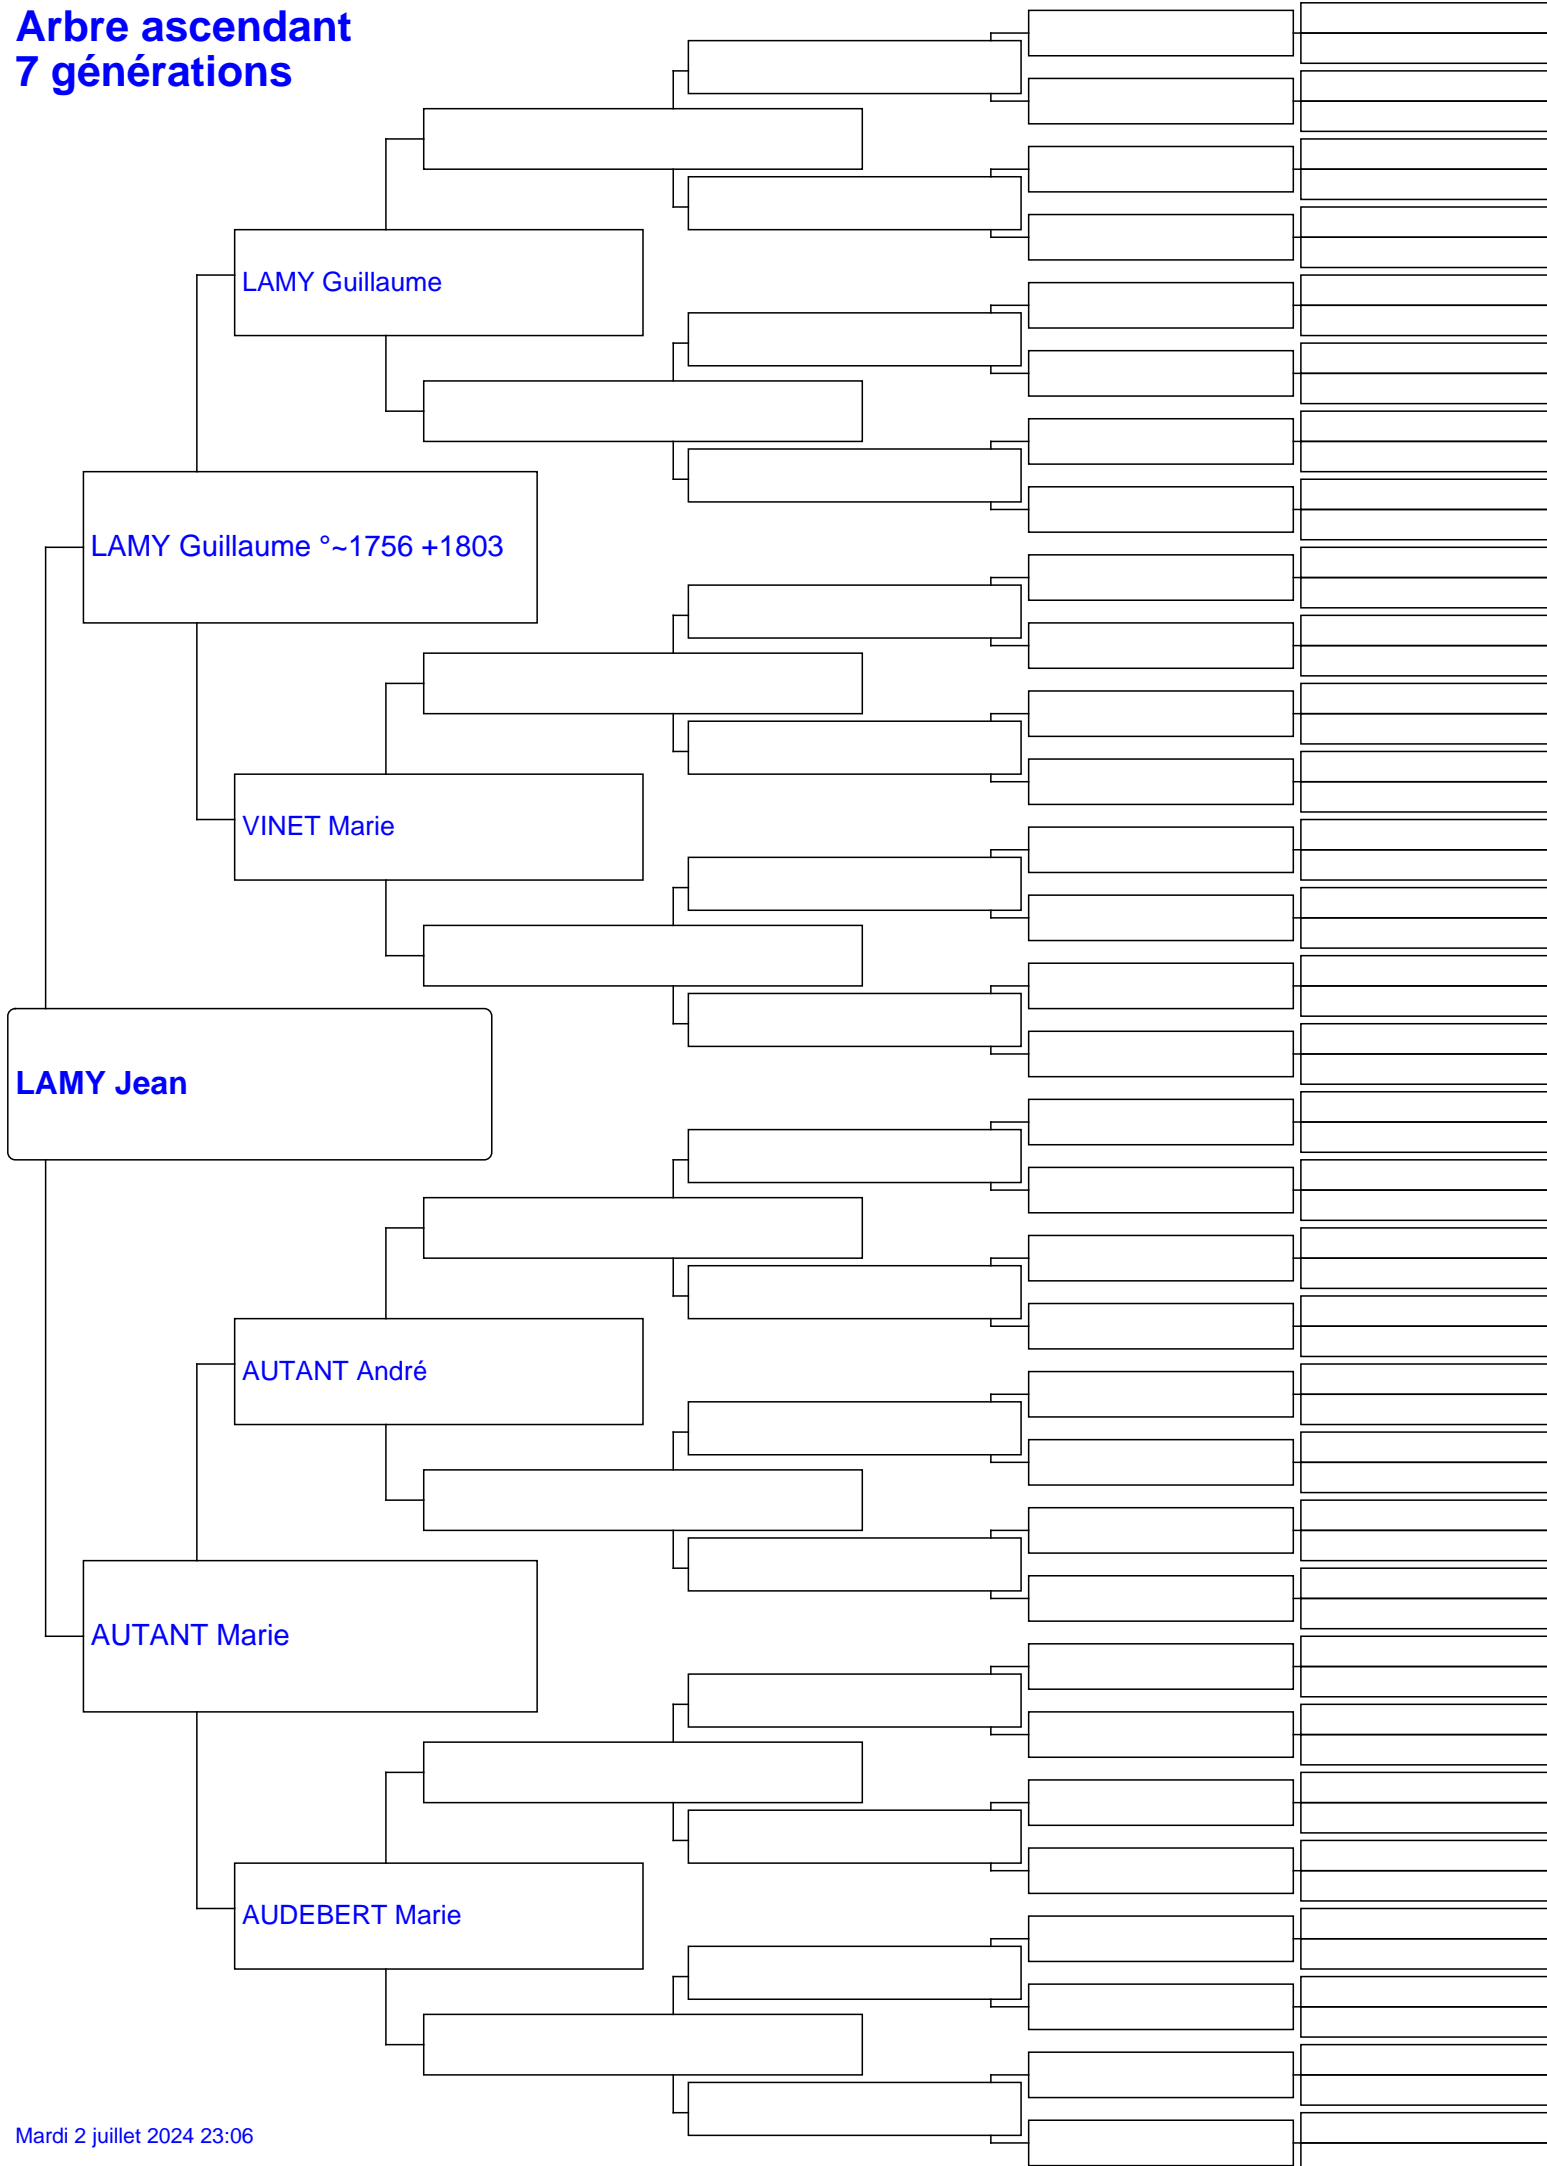 Arbre ascendant
7 générations
LAMY Guillaume
LAMY Guillaume °~1756 +1803
VINET Marie
LAMY Jean
AUTANT André
AUTANT Marie
AUDEBERT Marie
Mardi 2 juillet 2024 23:06